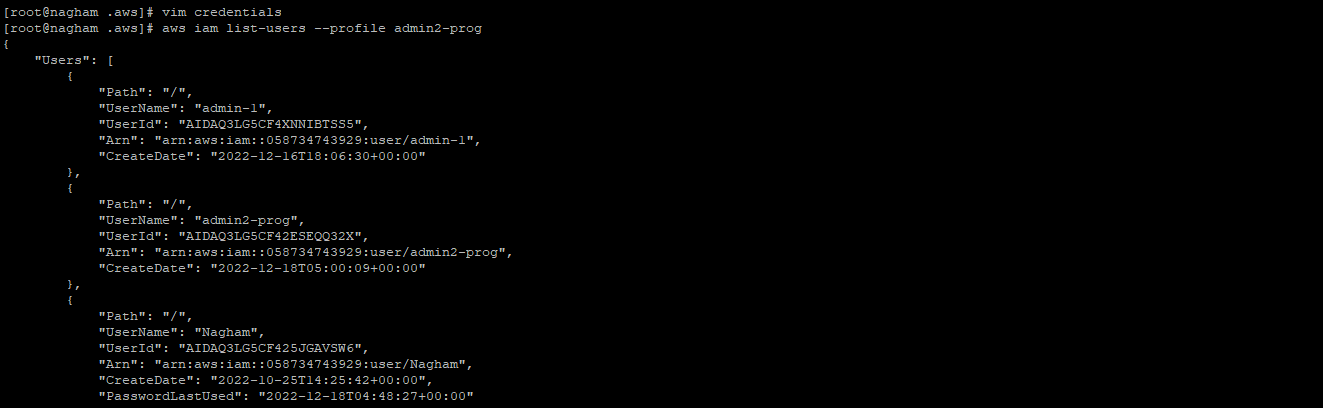 [root@nagham .aws]# vim credentials
[root@nagham .aws]# aws iam list-users --profile admin2-prog
{
    "Users": [
        {
            "Path": "/",
            "UserName": "admin-1",
            "UserId": "AIDAQ3LG5CF4XNNIBTSS5",
            "Arn": "arn:aws:iam::058734743929:user/admin-1",
            "CreateDate": "2022-12-16T18:06:30+00:00"
        },
        {
            "Path": "/",
            "UserName": "admin2-prog",
            "UserId": "AIDAQ3LG5CF42ESEQQ32X",
            "Arn": "arn:aws:iam::058734743929:user/admin2-prog",
            "CreateDate": "2022-12-18T05:00:09+00:00"
        },
        {
            "Path": "/",
            "UserName": "Nagham",
            "UserId": "AIDAQ3LG5CF425JGAVSW6",
            "Arn": "arn:aws:iam::058734743929:user/Nagham",
            "CreateDate": "2022-10-25T14:25:42+00:00",
            "PasswordLastUsed": "2022-12-18T04:48:27+00:00"